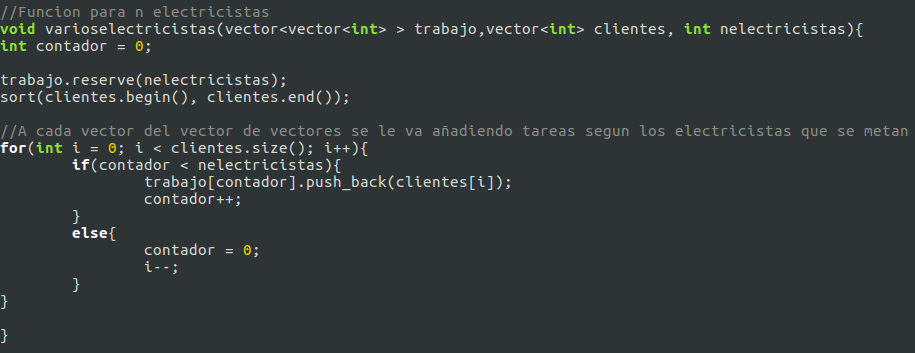 //Funcion para n electricistas
void varioselectricistas(vector<vector<int> > trabajo,vector<int> clientes, int nelectricistas){
int contador = 0;

trabajo.reserve(nelectricistas);
sort(clientes.begin(), clientes.end());

//A cada vector del vector de vectores se le va añadiendo tareas segun los electricistas que se metan
for(int i = 0; i < clientes.size(); i++){
        if(contador < nelectricistas){
                trabajo[contador].push_back(clientes[i]);
                contador++;
        }
        else{
                contador = 0;
                i--;
        }
}

}